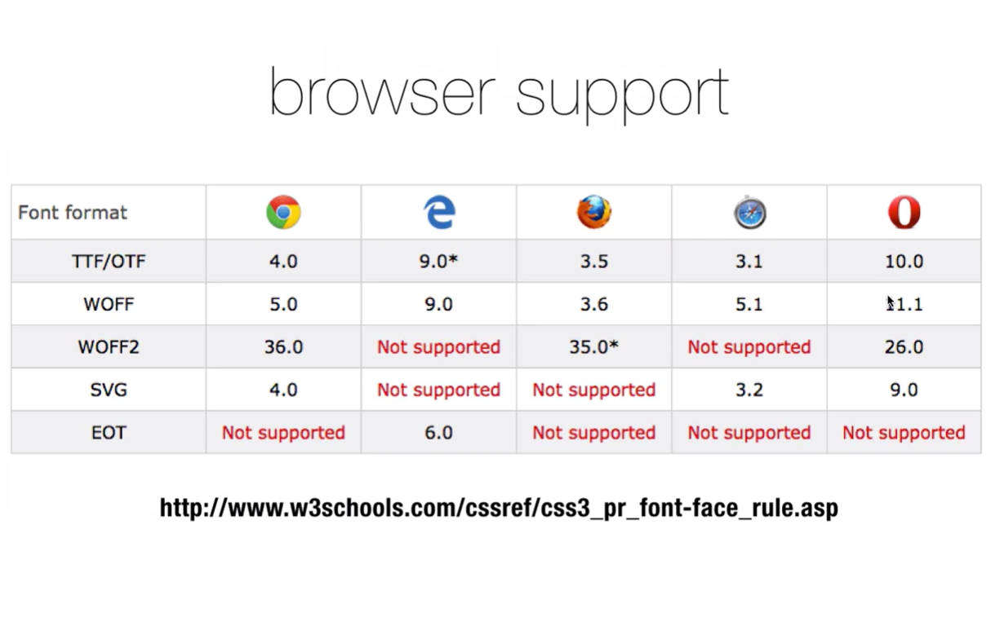 browser support
Font format
TTF/OTF 4.0 9.0* 3.5 3.1 10.0
WOFF 5.0 9.0 3.6 5.1 11.1
WOFF2 36.0 Not supported 35.0* Not supported 26.0
SVG 4.0 Not supported Not supported 3.2 9.0
EOT Not supported 6.0 Not supported Not supported Not supported
http://www.w3schools.com/cssref/css3_pr_font-face_rule.asp